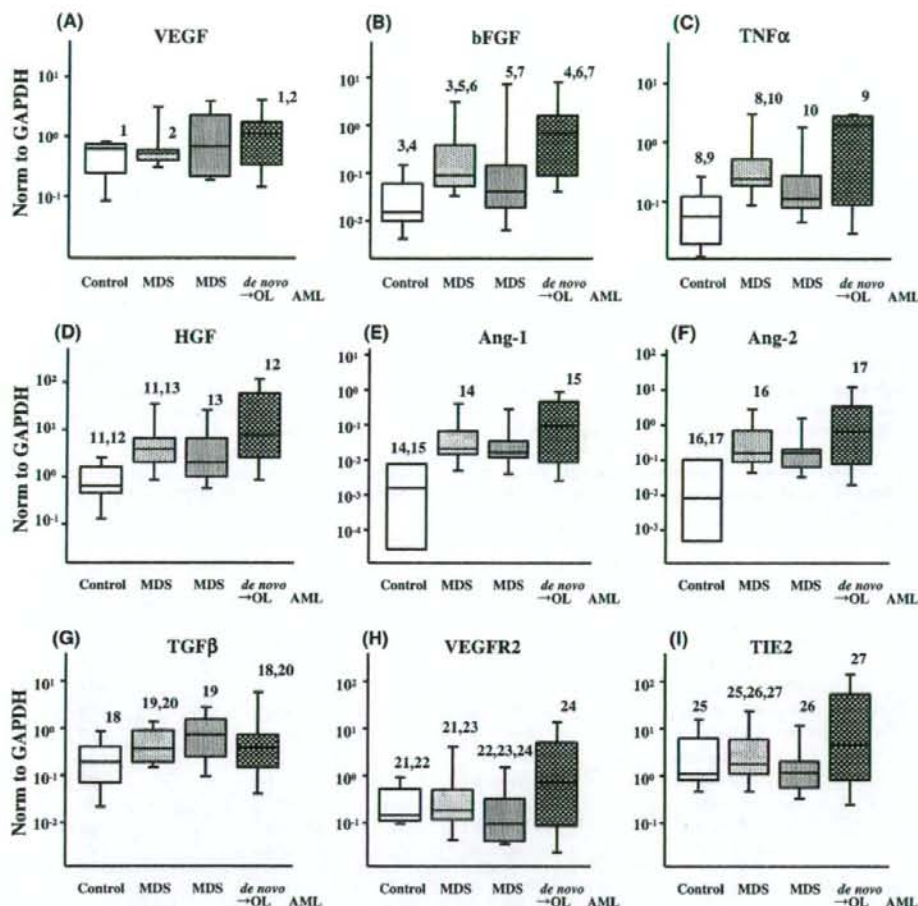 (A) VEGF
(B) bFGF
(C) TNFα
Norm to GAPDH
10¹
10⁰
10⁻¹
1
2
1,2
10¹
10⁰
10⁻¹
10⁻²
3,4
3,5,6
5,7
4,6,7
10¹
10⁰
10⁻¹
8,9
8,10
10
9
Control MDS MDS de novo
→OL AML
Control MDS MDS de novo
→OL AML
Control MDS MDS de novo
→OL AML
(D) HGF
(E) Ang-1
(F) Ang-2
Norm to GAPDH
10²
10¹
10⁰
10⁻¹
11,12
11,13
13
12
10¹
10⁰
10⁻¹
10⁻²
10⁻³
10⁻⁴
14,15
14
15
10²
10¹
10⁰
10⁻¹
10⁻²
10⁻³
16,17
16
17
Control MDS MDS de novo
→OL AML
Control MDS MDS de novo
→OL AML
Control MDS MDS de novo
→OL AML
(G) TGFβ
(H) VEGFR2
(I) TIE2
Norm to GAPDH
10¹
10⁰
10⁻¹
10⁻²
18
19,20
19
18,20
10²
10¹
10⁰
10⁻¹
21,22
21,23
22,23,24
24
10²
10¹
10⁰
10⁻¹
25
25,26,27
26
27
Control MDS MDS de novo
→OL AML
Control MDS MDS de novo
→OL AML
Control MDS MDS de novo
→OL AML